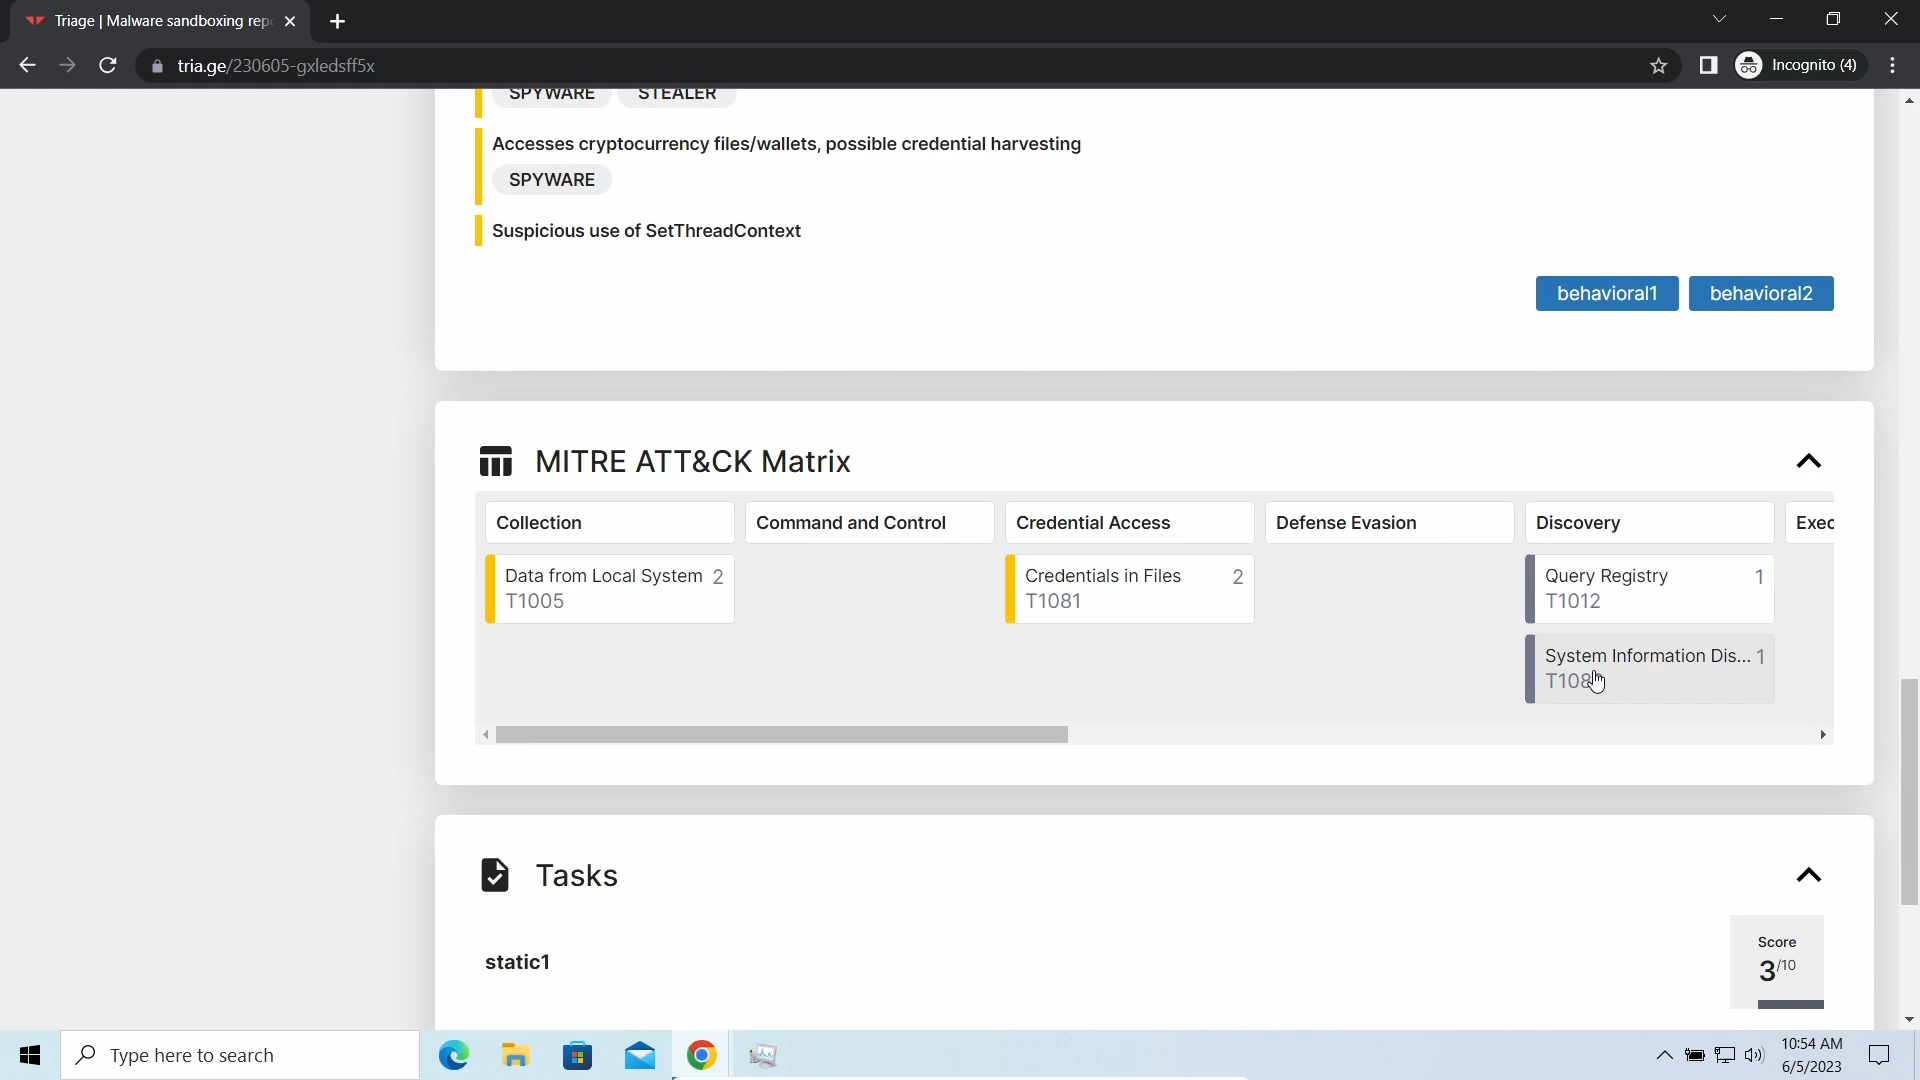 Triage | Malware sandboxing rep
tria.ge/230605-gxledsff5x
Incognito (4)
SPYWARE STEALER
Accesses cryptocurrency files/wallets, possible credential harvesting
SPYWARE
Suspicious use of SetThreadContext
behavioral1 behavioral2
MITRE ATT&CK Matrix
Collection Command and Control Credential Access Defense Evasion Discovery Exec
Data from Local System 2 Credentials in Files 2 Query Registry 1
T1005 T1081 T1012
System Information Dis... 1
T108
Tasks
static1
Score
3/10
Type here to search
10:54 AM
6/5/2023